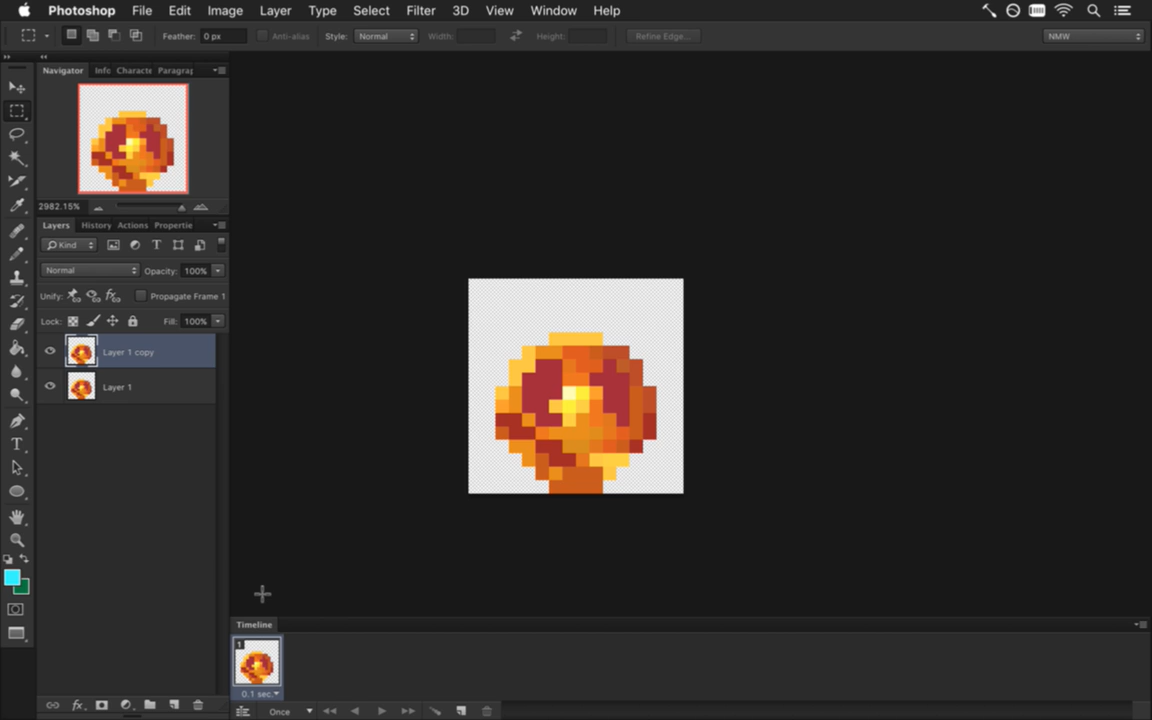 Photoshop File Edit Image Layer Type Select Filter 3D View Window Help
Feather: 0 px Anti-alias Style: Normal Width: Height: Refine Edge... NMW
Navigator Info Characte Paragrap
2982.15%
Layers History Actions Propertie
Kind
Normal Opacity: 100%
Unify: Propagate Frame 1
Lock: Fill: 100%
Layer 1 copy
Layer 1
Timeline
1
0.1 sec.
Once